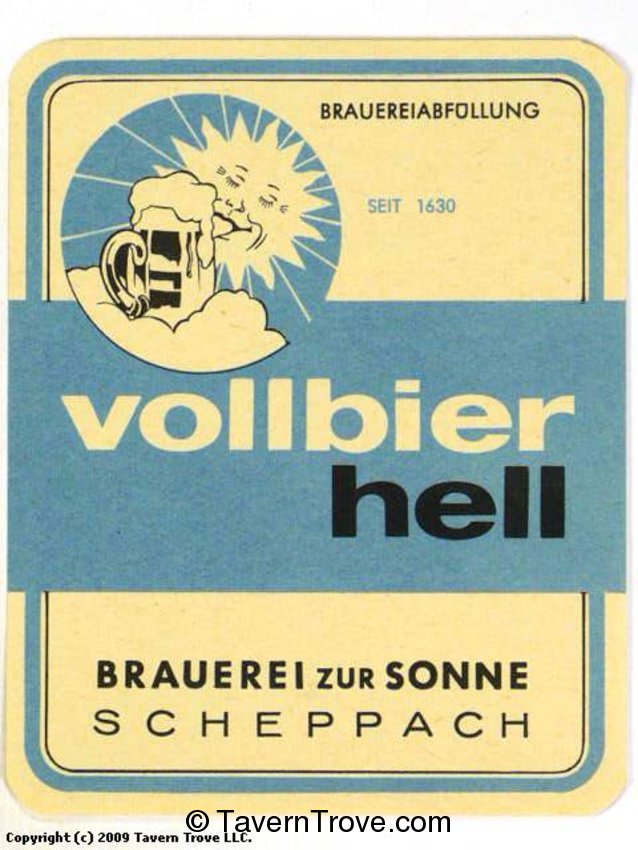 BRAUEREIABFÜLLUNG
SEIT 1630
vollbier
hell
BRAUEREI ZUR SONNE
SCHEPPACH
© TavernTrove.com
Copyright (c) 2009 Tavern Trove LLC.